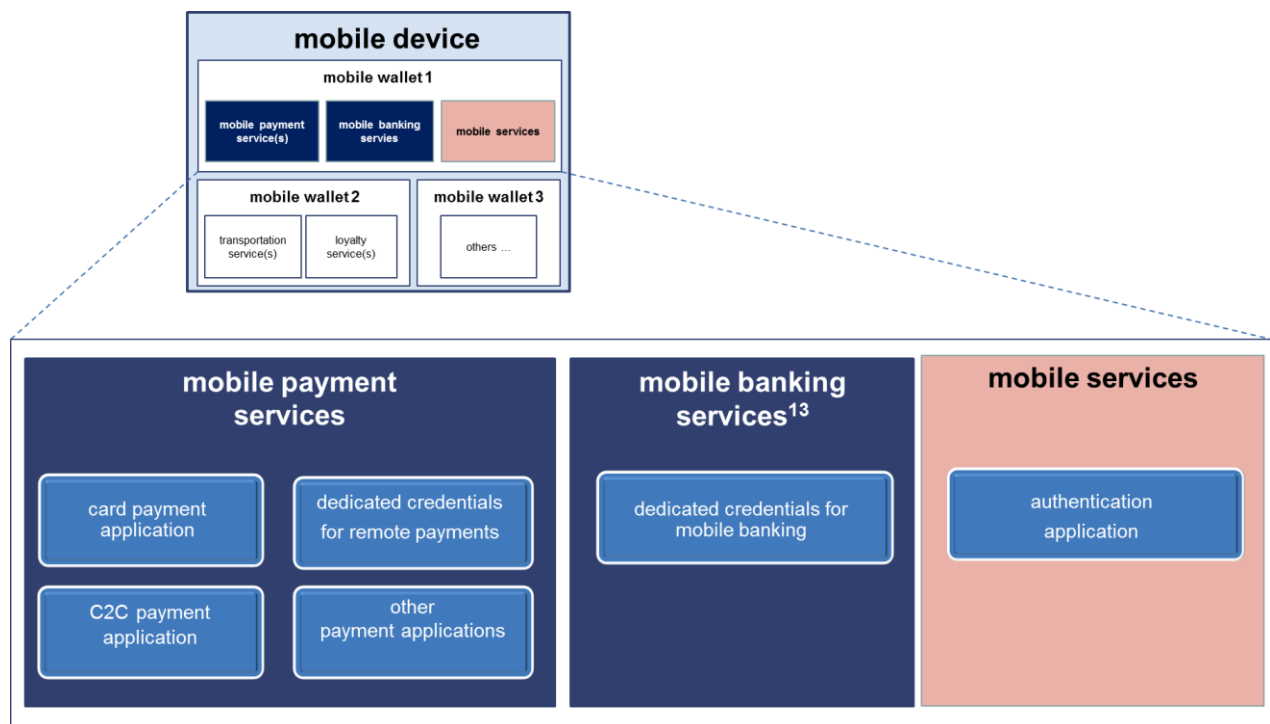 mobile device
mobile wallet 1
mobile payment
service(s)
mobile banking
servies
mobile services
mobile wallet 2
transportation
service(s)
loyalty
service(s)
mobile wallet 3
others ...
mobile payment
services
card payment
application
dedicated credentials
for remote payments
C2C payment
application
other
payment applications
mobile banking
services¹³
dedicated credentials for
mobile banking
mobile services
authentication
application